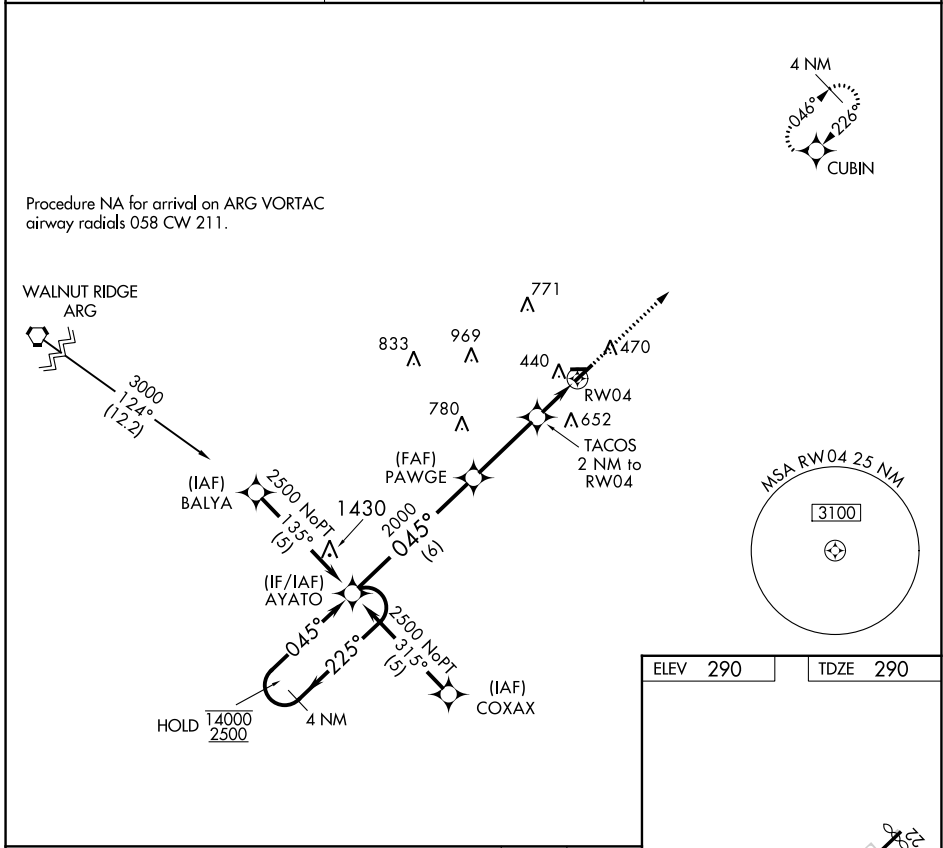 4 NM
046°
226°
CUBIN
Procedure NA for arrival on ARG VORTAC
airway radials 058 CW 211.
WALNUT RIDGE
ARG
3000
124°
(12.2)
771
833
969
440
470
RW04
780
652
TACOS
2 NM to
RW04
(FAF)
PAWGE
(IAF)
BALYA
2500 NoPT
135°
(5)
1430
2000
045°
(6)
MSA RW04 25 NM
3100
(IF/IAF)
AYATO
045°
225°
2500 NoPT
315°
(5)
(IAF)
COXAX
HOLD 14000
2500
4 NM
ELEV 290
TDZE 290
22